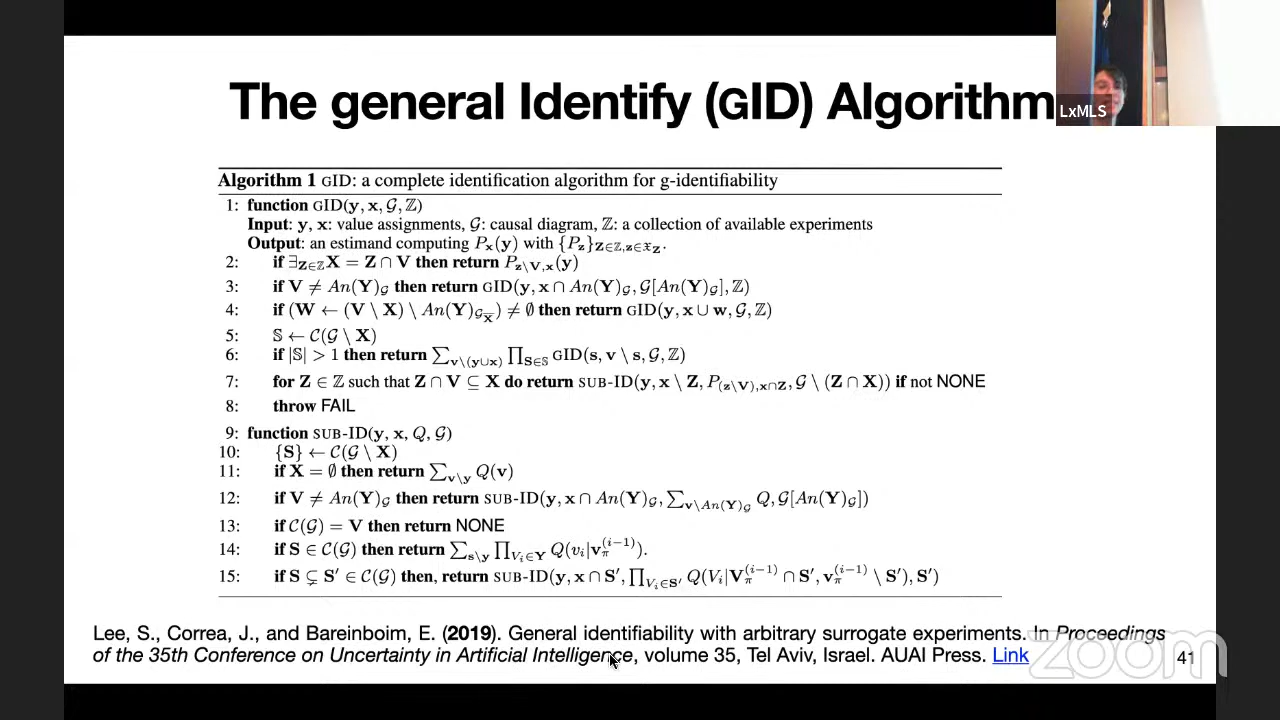 The general Identify (GID) Algorithm
LxMLS
Algorithm 1 GID: a complete identification algorithm for g-identifiability
1: function GID(y, x, 𝒢, ℤ)
Input: y, x: value assignments, 𝒢: causal diagram, ℤ: a collection of available experiments
Output: an estimand computing P_x(y) with {P_z}_{Z∈ℤ,z∈𝔛_Z}.
2: if ∃_{Z∈ℤ}X = Z ∩ V then return P_{z\V,x}(y)
3: if V ≠ An(Y)_𝒢 then return GID(y, x ∩ An(Y)_𝒢, 𝒢[An(Y)_𝒢], ℤ)
4: if (W ← (V \ X) \ An(Y)_{𝒢_X̅}) ≠ ∅ then return GID(y, x ∪ w, 𝒢, ℤ)
5: 𝕊 ← 𝒞(𝒢 \ X)
6: if |𝕊| > 1 then return ∑_{v\(y∪x)} ∏_{S∈𝕊} GID(s, v \ s, 𝒢, ℤ)
7: for Z ∈ ℤ such that Z ∩ V ⊆ X do return SUB-ID(y, x \ Z, P_{(z\V),x∩Z}, 𝒢 \ (Z ∩ X)) if not NONE
8: throw FAIL
9: function SUB-ID(y, x, Q, 𝒢)
10: {S} ← 𝒞(𝒢 \ X)
11: if X = ∅ then return ∑_{v\y} Q(v)
12: if V ≠ An(Y)_𝒢 then return SUB-ID(y, x ∩ An(Y)_𝒢, ∑_{v\An(Y)_𝒢} Q, 𝒢[An(Y)_𝒢])
13: if 𝒞(𝒢) = V then return NONE
14: if S ∈ 𝒞(𝒢) then return ∑_{s\y} ∏_{V_i∈Y} Q(v_i|v_π^{(i−1)}).
15: if S ⊊ S′ ∈ 𝒞(𝒢) then, return SUB-ID(y, x ∩ S′, ∏_{V_i∈S′} Q(V_i|V_π^{(i−1)} ∩ S′, v_π^{(i−1)} \ S′), S′)
Lee, S., Correa, J., and Bareinboim, E. (2019). General identifiability with arbitrary surrogate experiments. In Proceedings
of the 35th Conference on Uncertainty in Artificial Intelligence, volume 35, Tel Aviv, Israel. AUAI Press. Link
zoom
41